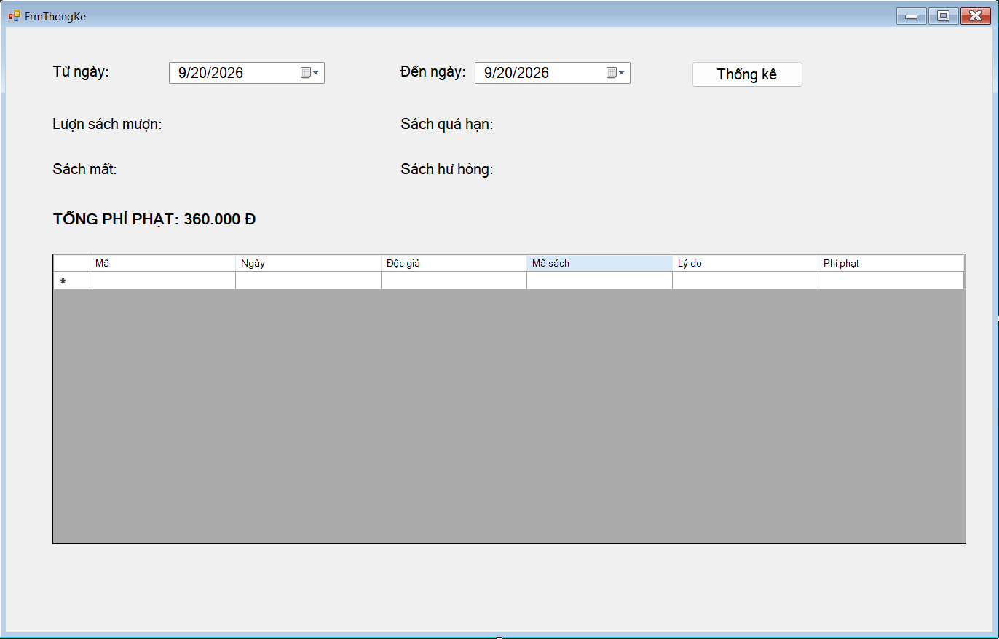 FrmThongKe
Từ ngày: 9/20/2026 Đến ngày: 9/20/2026 Thống kê
Lượn sách mượn: Sách quá hạn:
Sách mất: Sách hư hỏng:
TỔNG PHÍ PHẠT: 360.000 Đ
Mã Ngày Độc giả Mã sách Lý do Phí phạt
*